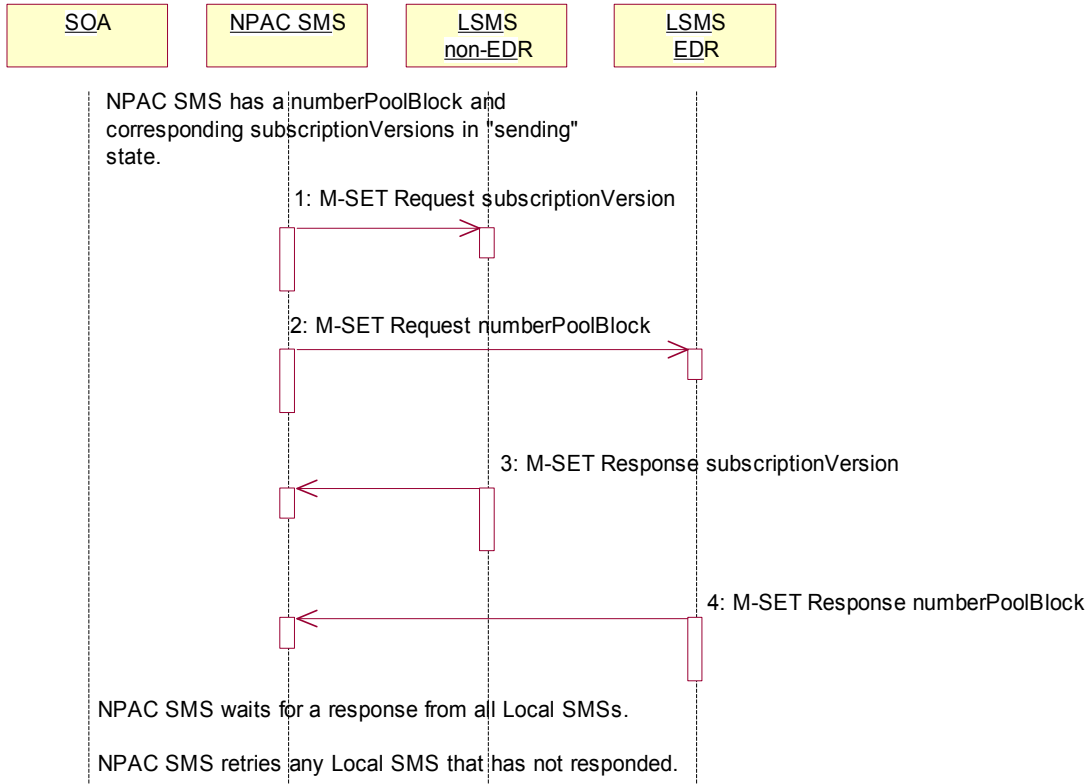 SOA
NPAC SMS
LSMS
non-EDR
LSMS
EDR
NPAC SMS has a numberPoolBlock and
corresponding subscriptionVersions in "sending"
state.
1: M-SET Request subscriptionVersion
2: M-SET Request numberPoolBlock
3: M-SET Response subscriptionVersion
4: M-SET Response numberPoolBlock
NPAC SMS waits for a response from all Local SMSs.
NPAC SMS retries any Local SMS that has not responded.